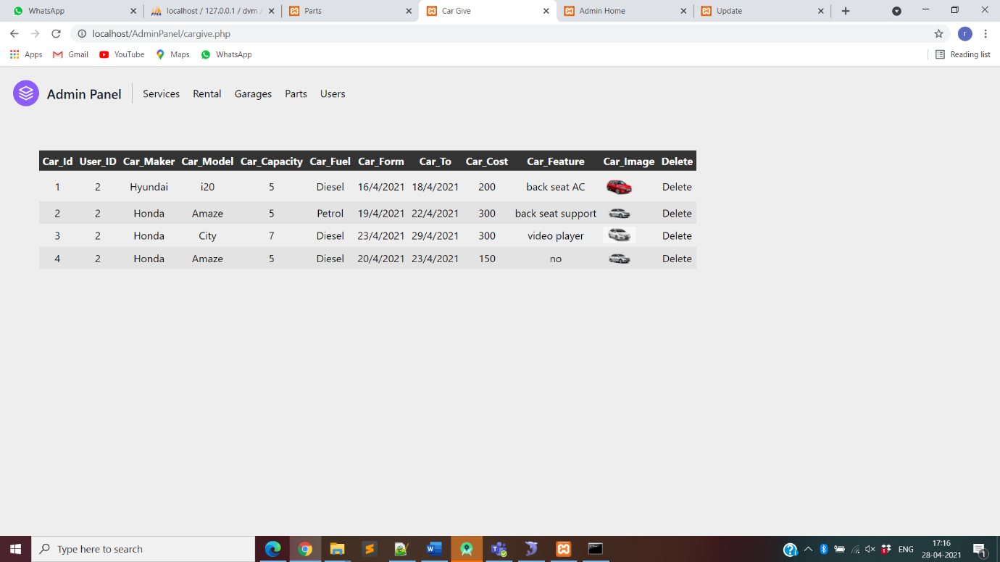 WhatsApp
localhost / 127.0.0.1 / dvm /
Parts
Car Give
Admin Home
Update
localhost/AdminPanel/cargive.php
r
Apps Gmail YouTube Maps WhatsApp Reading list
Admin Panel Services Rental Garages Parts Users
Car_Id User_ID Car_Maker Car_Model Car_Capacity Car_Fuel Car_Form Car_To Car_Cost Car_Feature Car_Image Delete
1 2 Hyundai i20 5 Diesel 16/4/2021 18/4/2021 200 back seat AC Delete
2 2 Honda Amaze 5 Petrol 19/4/2021 22/4/2021 300 back seat support Delete
3 2 Honda City 7 Diesel 23/4/2021 29/4/2021 300 video player Delete
4 2 Honda Amaze 5 Diesel 20/4/2021 23/4/2021 150 no Delete
Type here to search
ENG
17:16
28-04-2021
1